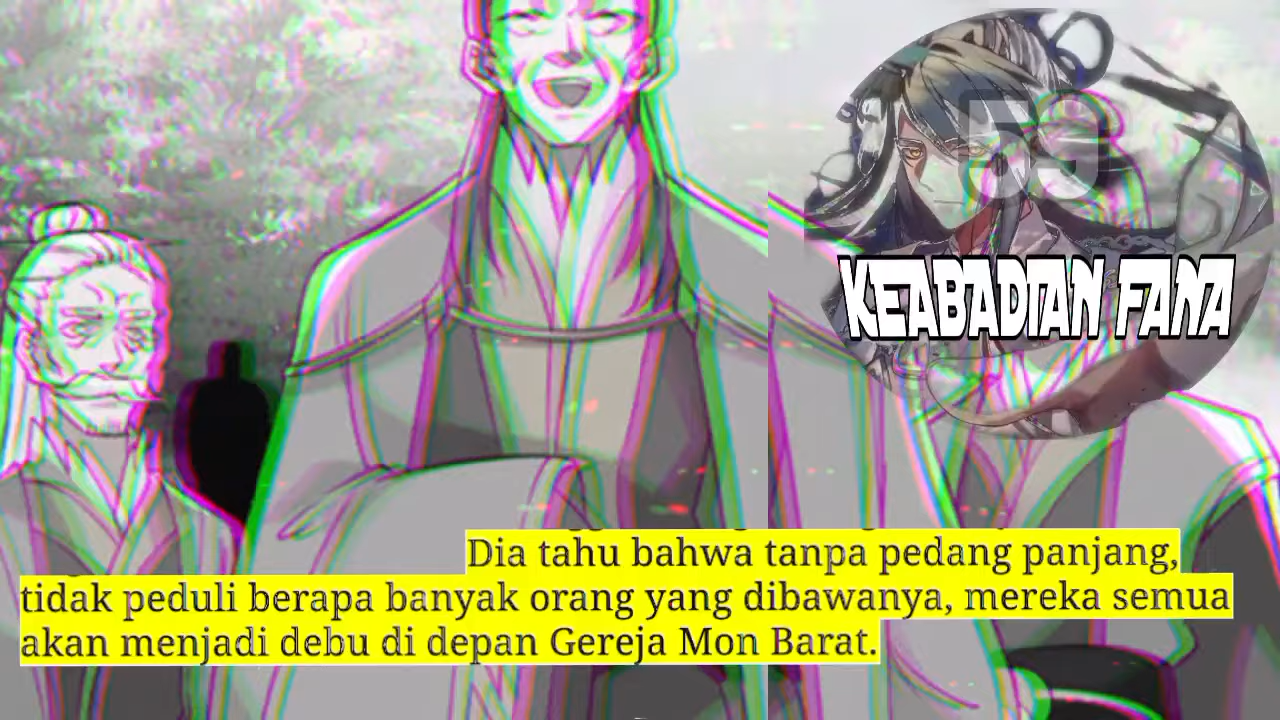 59
KEABADIAN FANA
Dia tahu bahwa tanpa pedang panjang,
tidak peduli berapa banyak orang yang dibawanya, mereka semua
akan menjadi debu di depan Gereja Mon Barat.